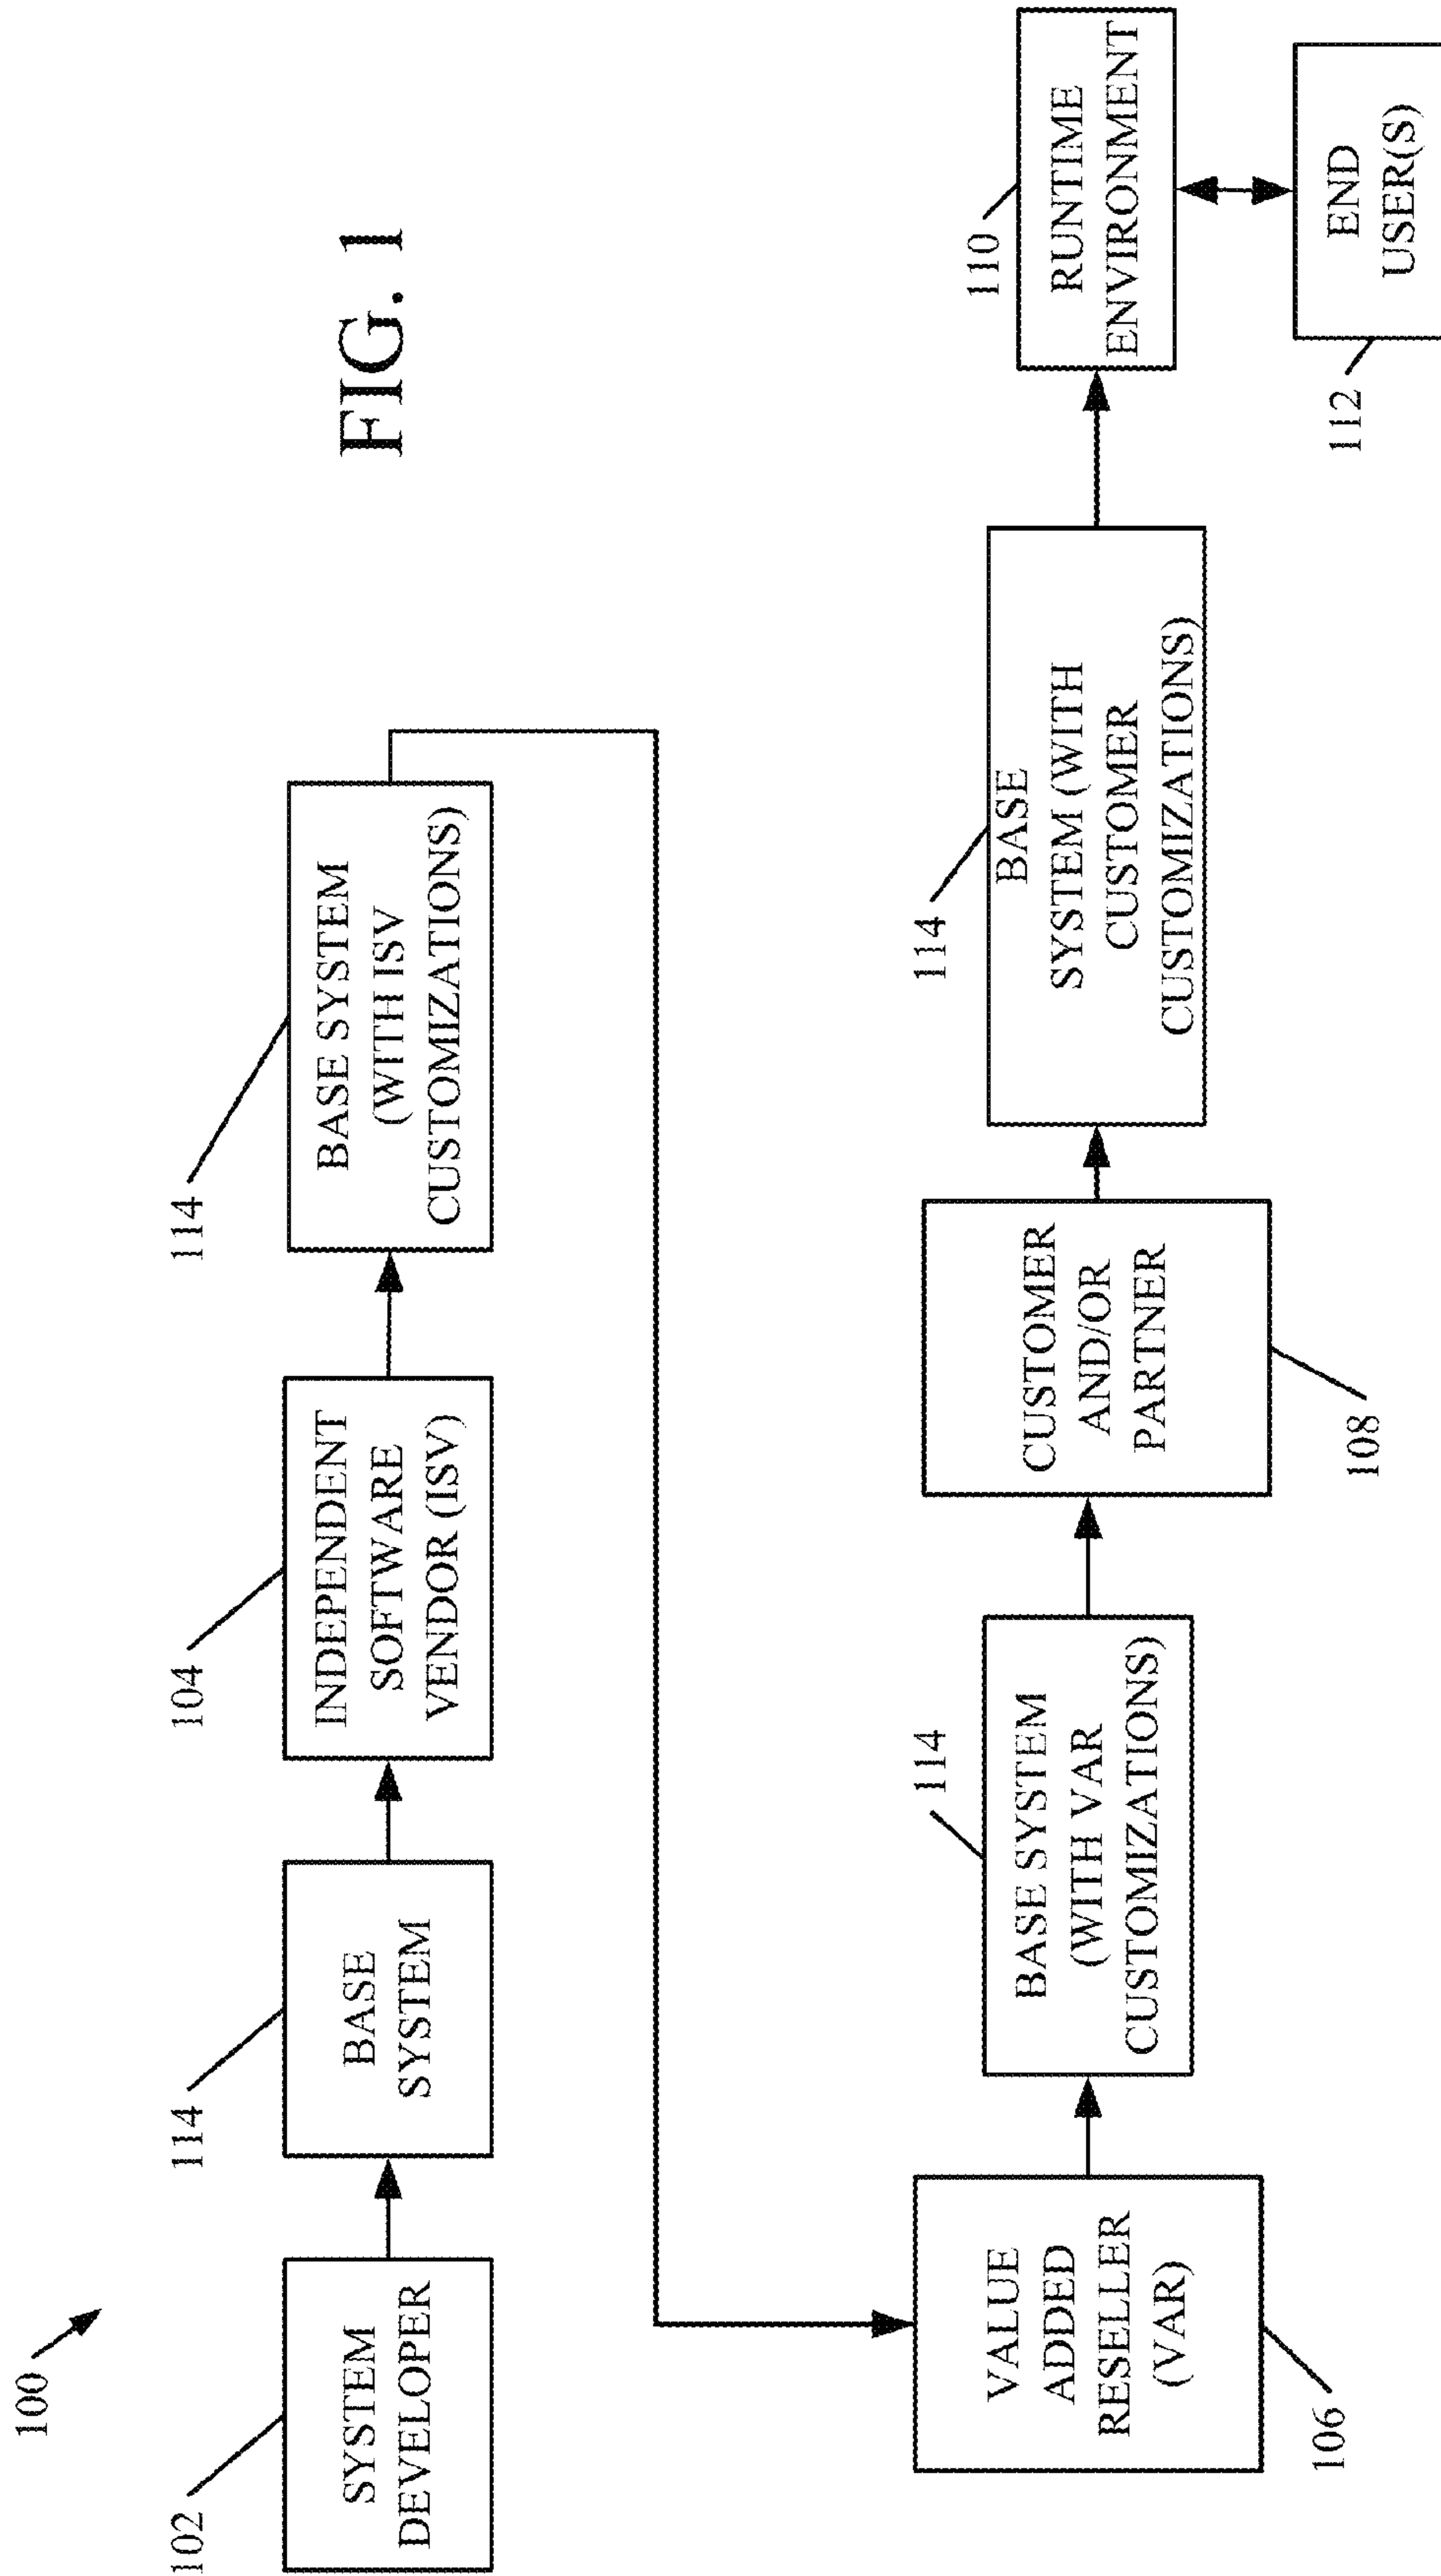 FIG. 1
100
102
SYSTEM
DEVELOPER
114
BASE
SYSTEM
104
INDEPENDENT
SOFTWARE
VENDOR (ISV)
114
BASE SYSTEM
(WITH ISV
CUSTOMIZATIONS)
VALUE
ADDED
RESELLER
(VAR)
106
114
BASE SYSTEM
(WITH VAR
CUSTOMIZATIONS)
CUSTOMER
AND/OR
PARTNER
108
114
BASE
SYSTEM (WITH
CUSTOMER
CUSTOMIZATIONS)
110
RUNTIME
ENVIRONMENT
112
END
USER(S)